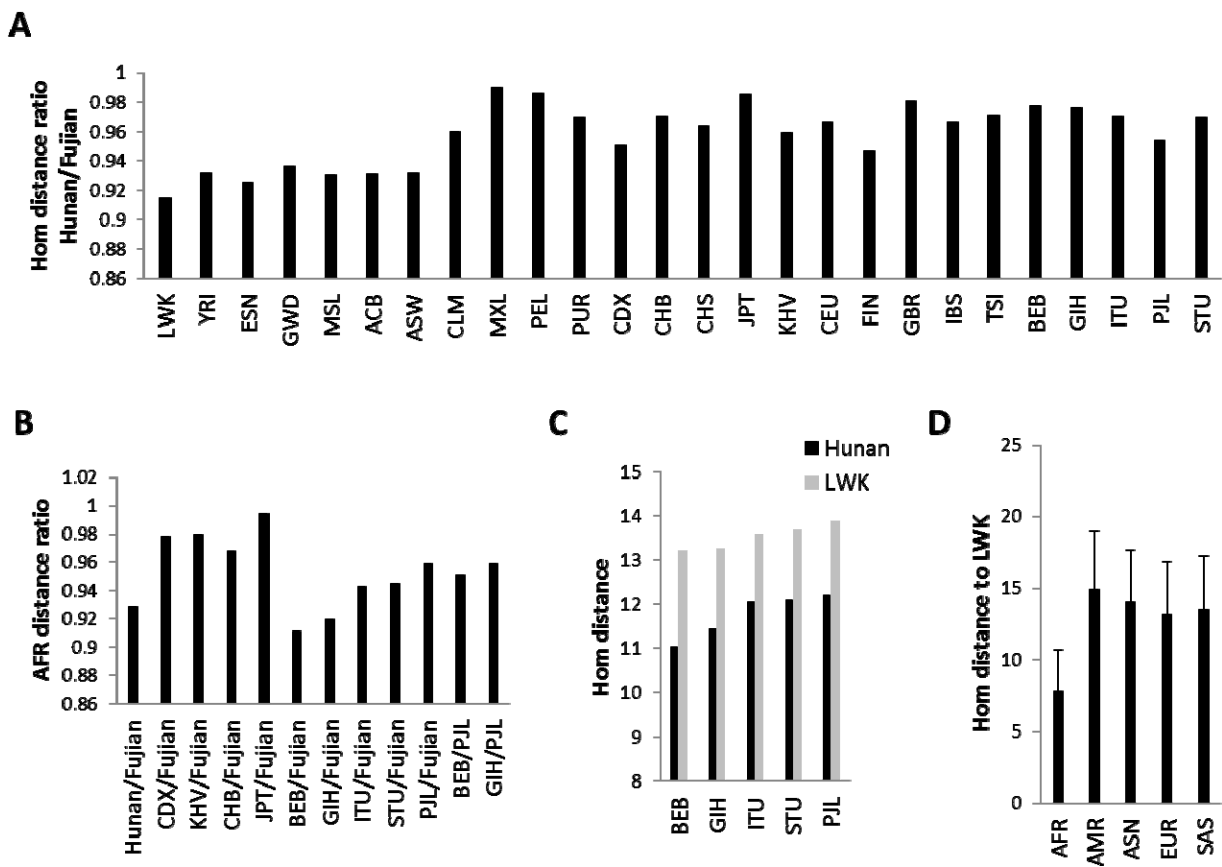 A
Hom distance ratio
Hunan/Fujian
1
0.98
0.96
0.94
0.92
0.9
0.88
0.86
LWK
YRI
ESN
GWD
MSL
ACB
ASW
CLM
MXL
PEL
PUR
CDX
CHB
CHS
JPT
KHV
CEU
FIN
GBR
IBS
TSI
BEB
GIH
ITU
PJL
STU
B
AFR distance ratio
1.02
1
0.98
0.96
0.94
0.92
0.9
0.88
0.86
Hunan/Fujian
CDX/Fujian
KHV/Fujian
CHB/Fujian
JPT/Fujian
BEB/Fujian
GIH/Fujian
ITU/Fujian
STU/Fujian
PJL/Fujian
BEB/PJL
GIH/PJL
C
Hunan
LWK
Hom distance
15
14
13
12
11
10
9
8
BEB
GIH
ITU
STU
PJL
D
Hom distance to LWK
25
20
15
10
5
0
AFR
AMR
ASN
EUR
SAS